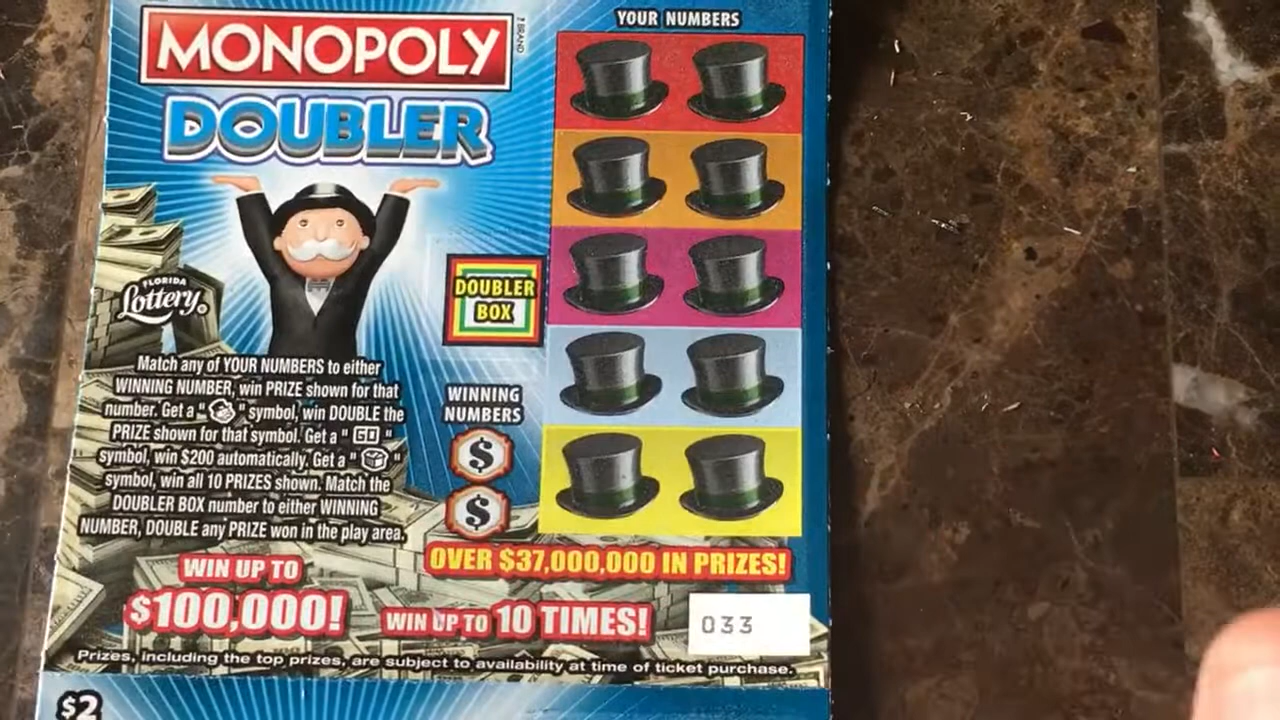 MONOPOLY
BRAND
DOUBLER
YOUR NUMBERS
FLORIDA
Lottery
DOUBLER
BOX
Match any of YOUR NUMBERS to either
WINNING NUMBER, win PRIZE shown for that
number. Get a " " symbol, win DOUBLE the
PRIZE shown for that symbol. Get a " GO "
symbol, win $200 automatically. Get a " "
symbol, win all 10 PRIZES shown. Match the
DOUBLER BOX number to either WINNING
NUMBER, DOUBLE any PRIZE won in the play area.
WINNING
NUMBERS
$
$
OVER $37,000,000 IN PRIZES!
WIN UP TO
$100,000!
WIN UP TO 10 TIMES!
033
Prizes, including the top prizes, are subject to availability at time of ticket purchase.
$2